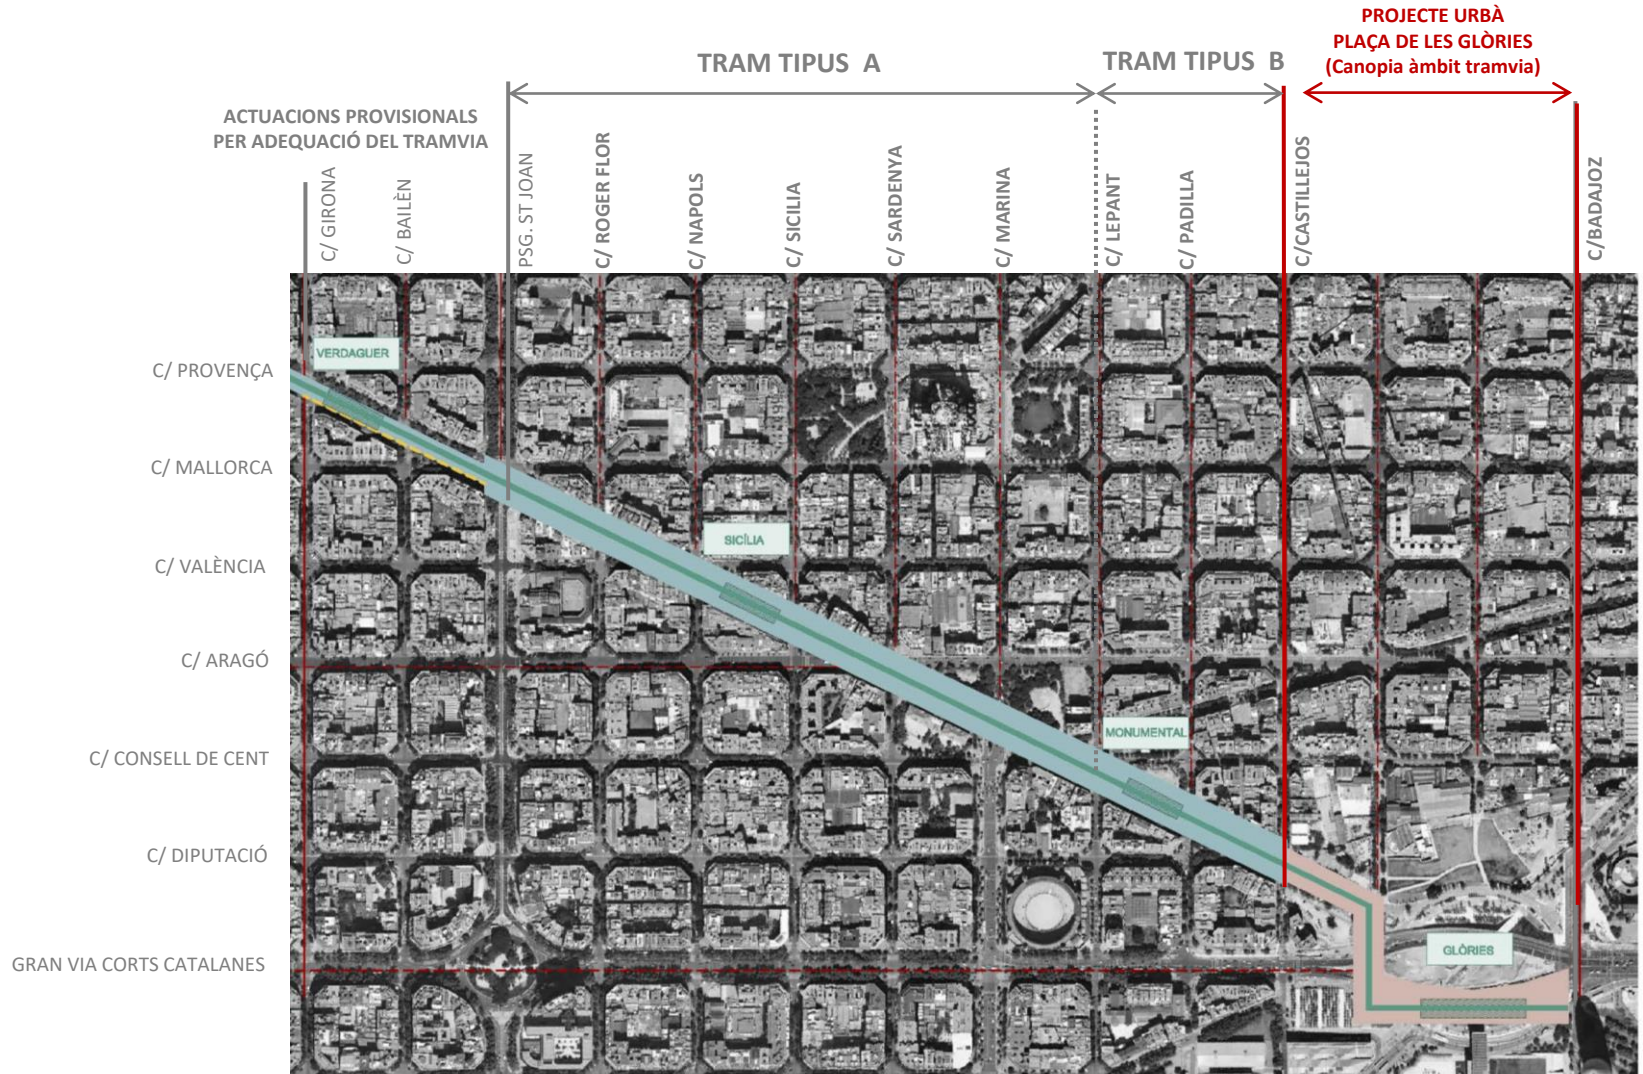 PROJECTE URBÀ
PLAÇA DE LES GLÒRIES
(Canopia àmbit tramvia)
TRAM TIPUS A
TRAM TIPUS B
ACTUACIONS PROVISIONALS
PER ADEQUACIÓ DEL TRAMVIA
C/ GIRONA
C/ BAILÈN
PSG. ST JOAN
C/ ROGER FLOR
C/ NAPOLS
C/ SICILIA
C/ SARDENYA
C/ MARINA
C/ LEPANT
C/ PADILLA
C/CASTILLEJOS
C/BADAJOZ
VERDAGUER
C/ PROVENÇA
C/ MALLORCA
SICÍLIA
C/ VALÈNCIA
C/ ARAGÓ
MONUMENTAL
C/ CONSELL DE CENT
C/ DIPUTACIÓ
GLÒRIES
GRAN VIA CORTS CATALANES